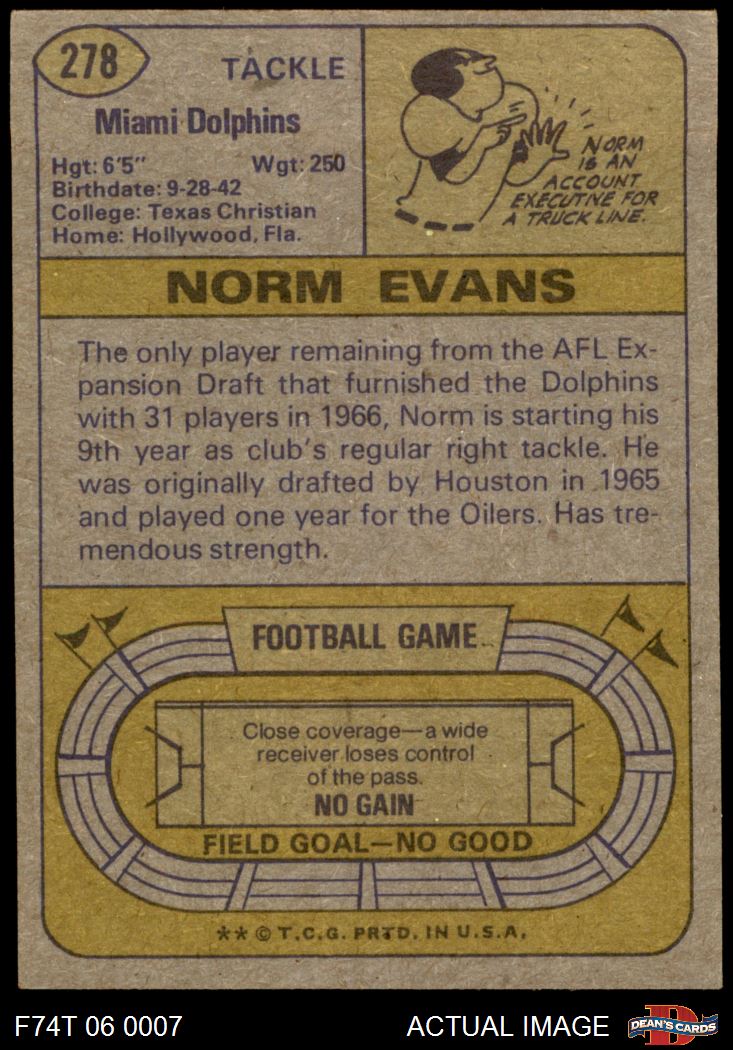 278
TACKLE
Miami Dolphins
Hgt: 6'5" Wgt: 250
Birthdate: 9-28-42
College: Texas Christian
Home: Hollywood, Fla.
NORM
IS AN
ACCOUNT
EXECUTIVE FOR
A TRUCK LINE.
NORM EVANS
The only player remaining from the AFL Ex-
pansion Draft that furnished the Dolphins
with 31 players in 1966, Norm is starting his
9th year as club's regular right tackle. He
was originally drafted by Houston in 1965
and played one year for the Oilers. Has tre-
mendous strength.
FOOTBALL GAME
Close coverage—a wide
receiver loses control
of the pass.
NO GAIN
FIELD GOAL—NO GOOD
** © T.C.G. PRTD. IN U.S.A.
F74T 06 0007 ACTUAL IMAGE
D
DEAN'S CARDS